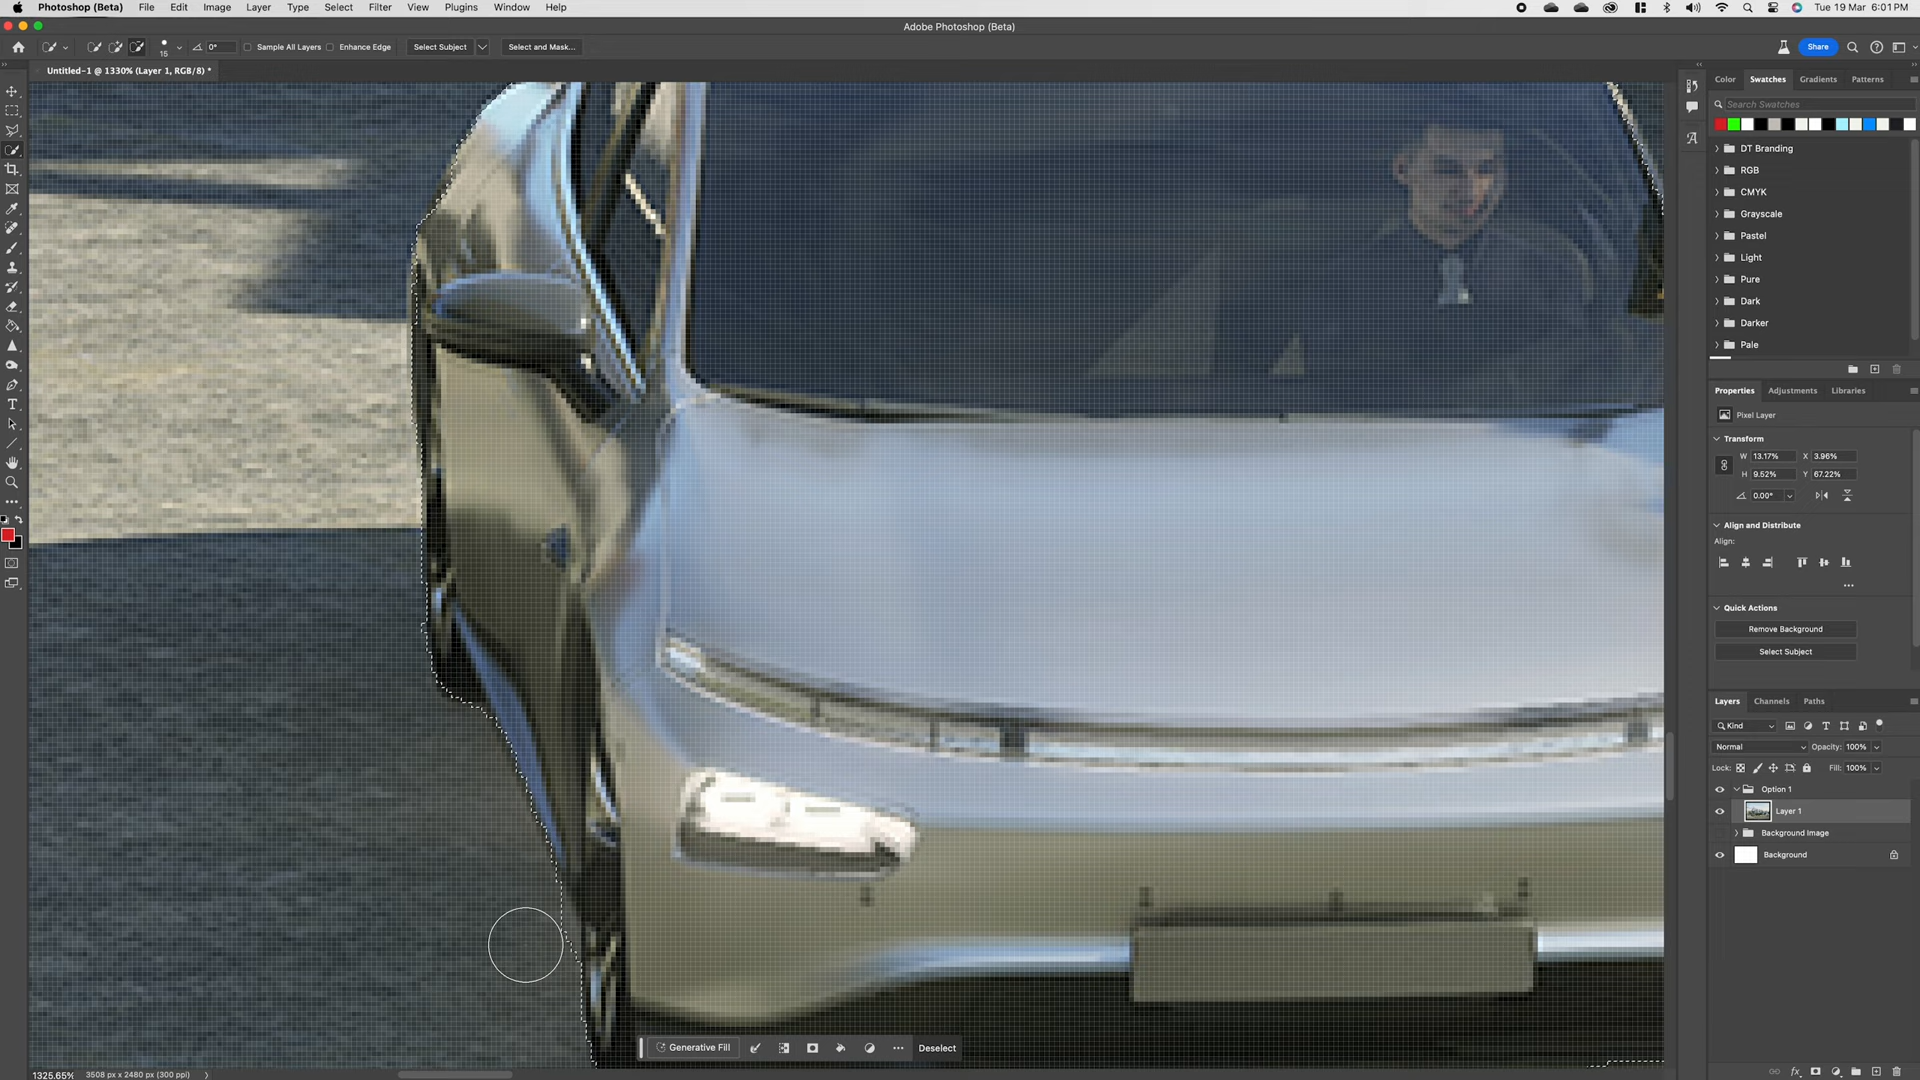 Photoshop (Beta) File Edit Image Layer Type Select Filter View Plugins Window Help
Tue 19 Mar 6:01 PM
Adobe Photoshop (Beta)
15
0°
Sample All Layers
Enhance Edge
Select Subject
Select and Mask...
Share
Untitled-1 @ 1330% (Layer 1, RGB/8) *
Color Swatches Gradients Patterns
Search Swatches
DT Branding
RGB
CMYK
Grayscale
Pastel
Light
Pure
Dark
Darker
Pale
Properties Adjustments Libraries
Pixel Layer
Transform
W 13.17% X 3.96%
H 9.52% Y 67.22%
0.00°
Align and Distribute
Align:
Quick Actions
Remove Background
Select Subject
Layers Channels Paths
Kind
Normal Opacity: 100%
Lock: Fill: 100%
Option 1
Layer 1
Background Image
Background
Generative Fill
Deselect
1325.65% 3508 px x 2480 px (300 ppi)